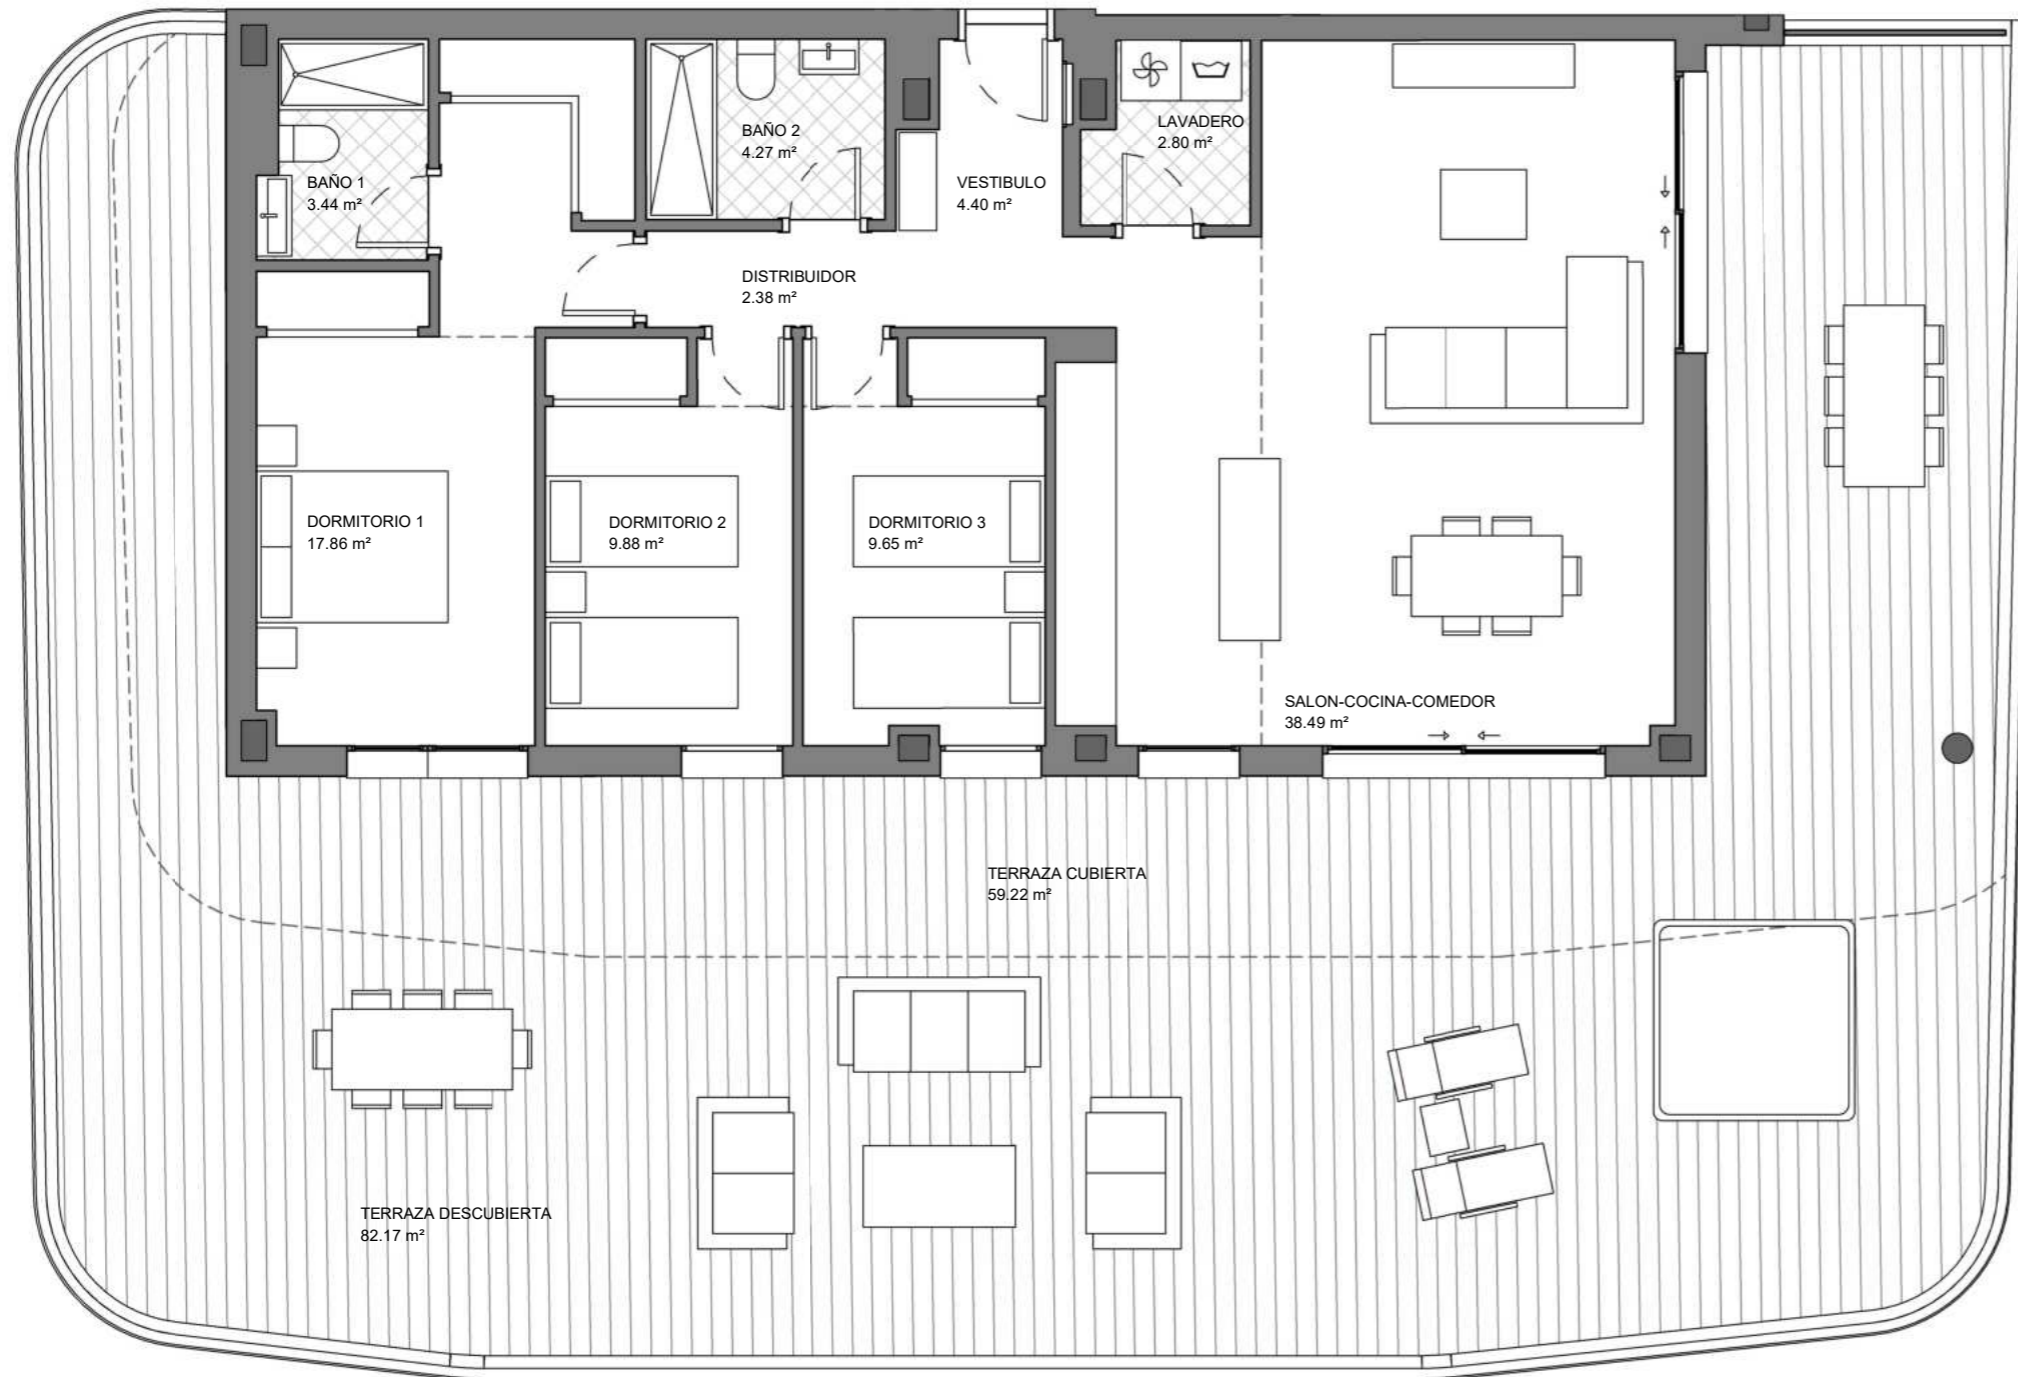 BAÑO 2
4.27 m²
LAVADERO
2.80 m²
BAÑO 1
3.44 m²
VESTIBULO
4.40 m²
DISTRIBUIDOR
2.38 m²
DORMITORIO 1
17.86 m²
DORMITORIO 2
9.88 m²
DORMITORIO 3
9.65 m²
SALON-COCINA-COMEDOR
38.49 m²
TERRAZA CUBIERTA
59.22 m²
TERRAZA DESCUBIERTA
82.17 m²